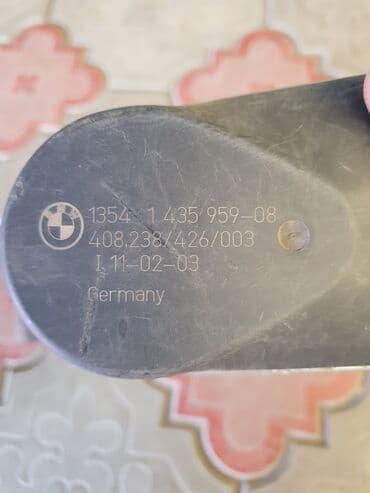 1354- 1 435 959-08
408.238/426/003
I 11-02-03
Germany